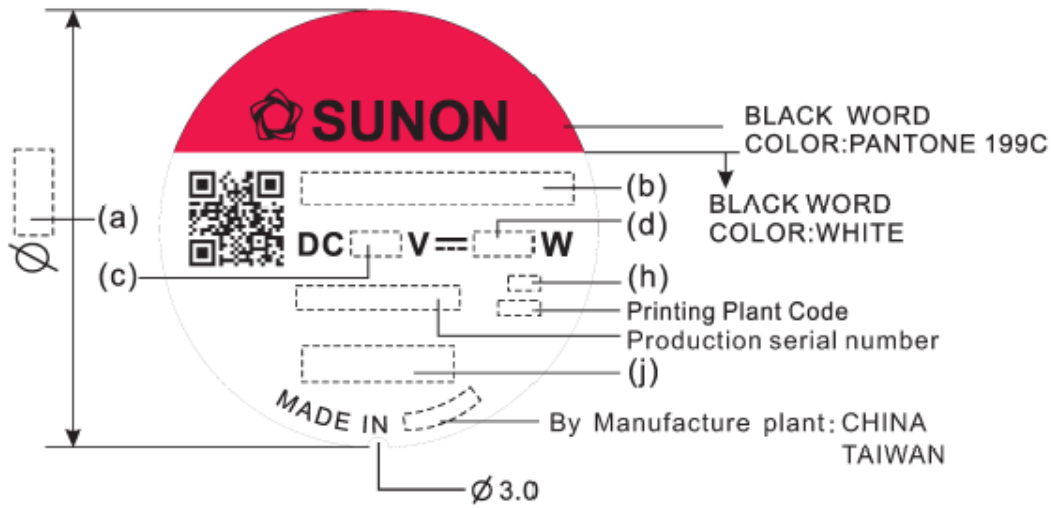 SUNON
BLACK WORD
COLOR:PANTONE 199C
(b)
BLACK WORD
COLOR:WHITE
(a)
(d)
DC V⎓ W
(c)
(h)
Printing Plant Code
Production serial number
(j)
MADE IN
By Manufacture plant: CHINA
TAIWAN
Ø
Ø 3.0